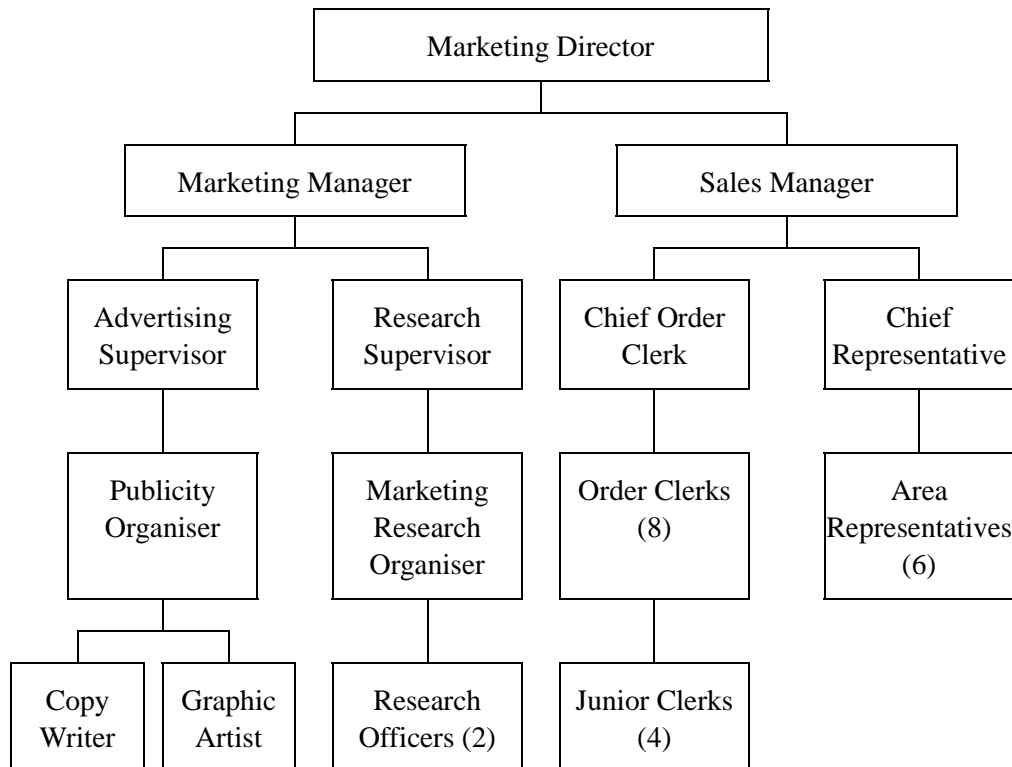 Marketing Director
Marketing Manager
Sales Manager
Advertising
Supervisor
Research
Supervisor
Chief Order
Clerk
Chief
Representative
Publicity
Organiser
Marketing
Research
Organiser
Order Clerks
(8)
Area
Representatives
(6)
Copy
Writer
Graphic
Artist
Research
Officers (2)
Junior Clerks
(4)